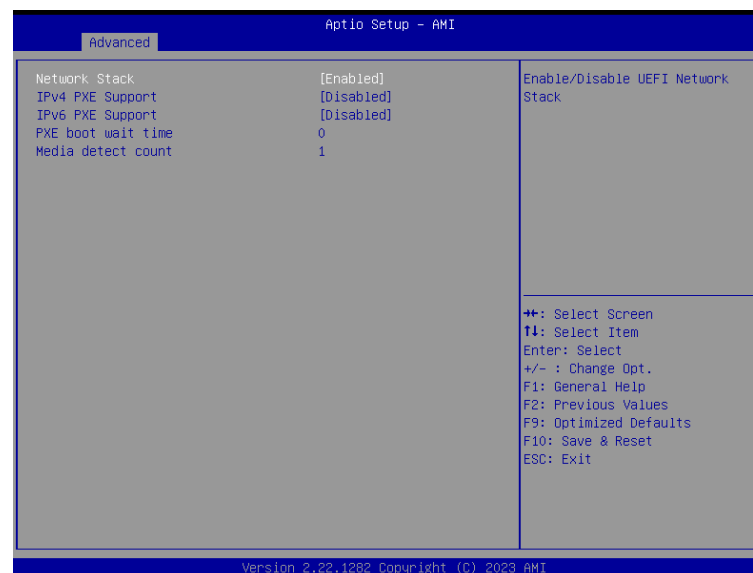 Aptio Setup - AMI
Advanced
Network Stack [Enabled]
IPv4 PXE Support [Disabled]
IPv6 PXE Support [Disabled]
PXE boot wait time 0
Media detect count 1
Enable/Disable UEFI Network
Stack
→←: Select Screen
↑↓: Select Item
Enter: Select
+/- : Change Opt.
F1: General Help
F2: Previous Values
F9: Optimized Defaults
F10: Save & Reset
ESC: Exit
Version 2.22.1282 Copyright (C) 2023 AMI